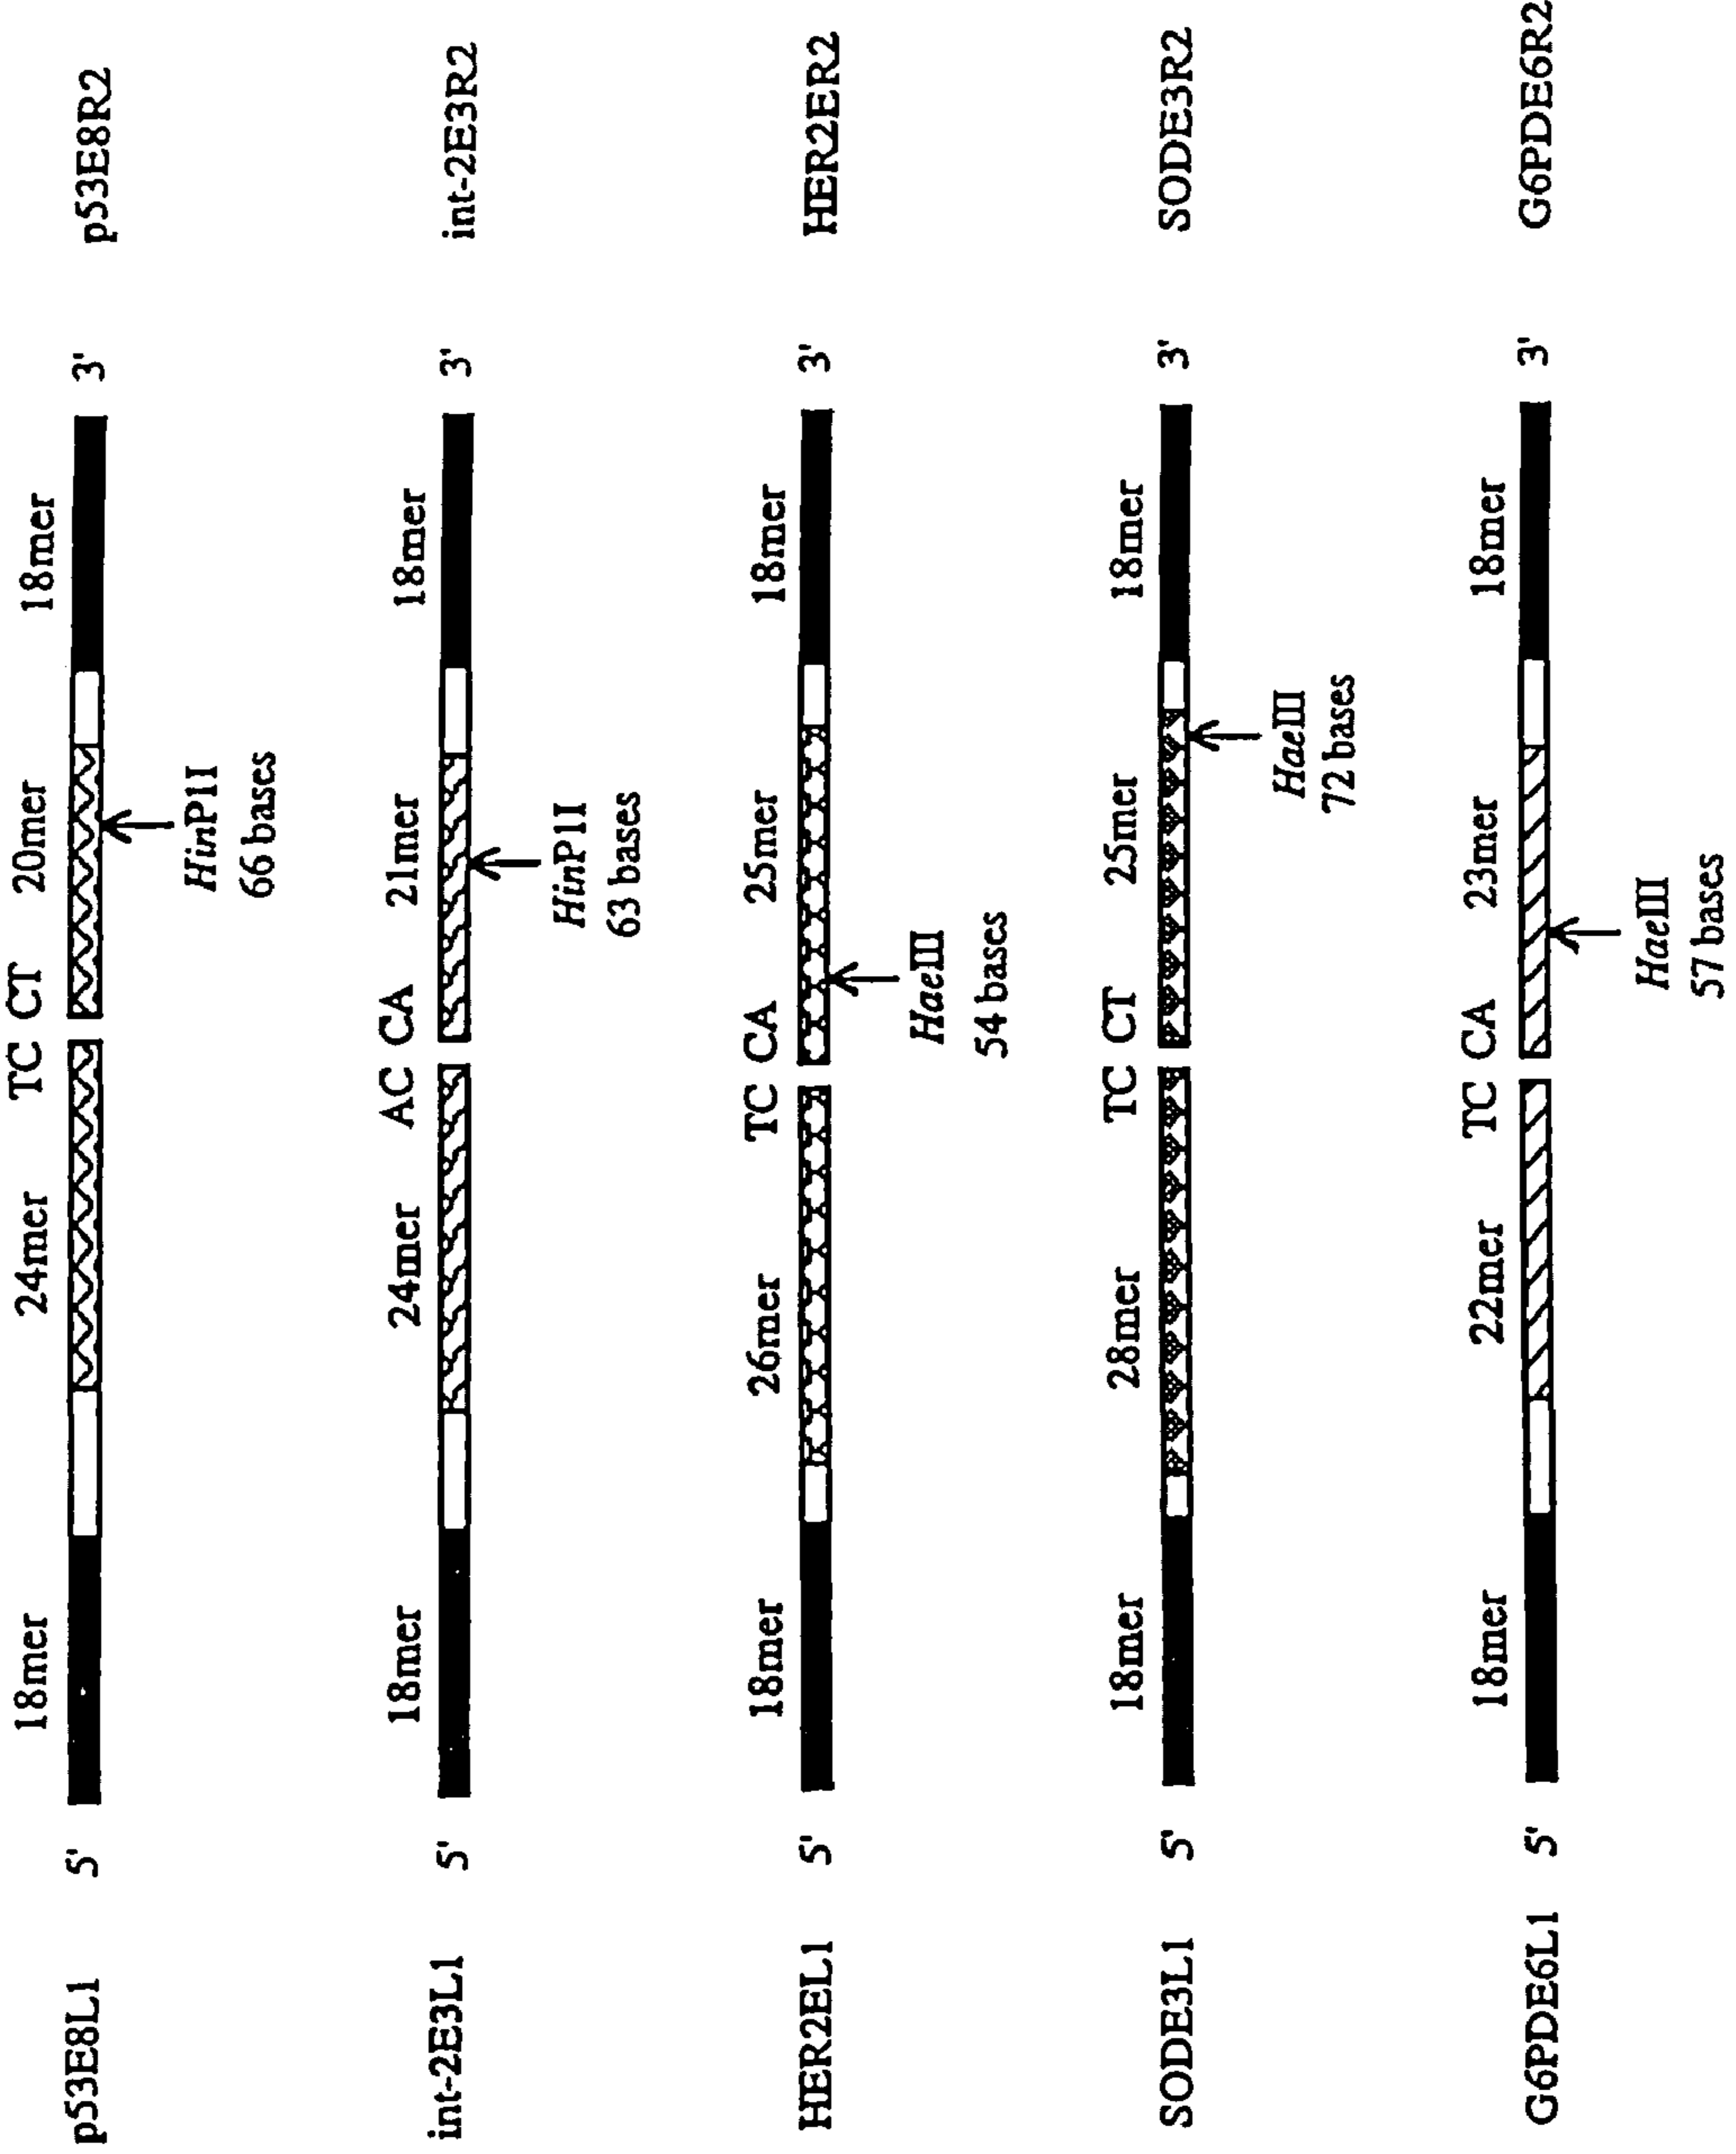 18mer 24mer TC CT 20mer 18mer
p53E8L1 5' 3' p53E8R2
HinP1I
66 bases
18mer 24mer AC CA 21mer 18mer
int-2E3L1 5' 3' int-2E3R2
HinP1I
63 bases
18mer 26mer TC CA 25mer 18mer
HER2EL1 5' 3' HER2ER2
HaeIII
54 bases
18mer 28mer TC CT 25mer 18mer
SODE3L1 5' 3' SODE3R2
HaeIII
72 bases
18mer 22mer TC CA 23mer 18mer
G6PDE6L1 5' 3' G6PDE6R2
HaeIII
57 bases